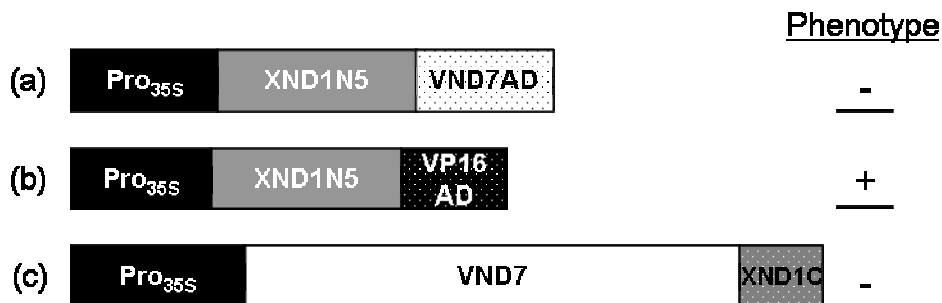 Phenotype
(a) Pro35S XND1N5 VND7AD -
(b) Pro35S XND1N5 VP16 AD +
(c) Pro35S VND7 XND1C -